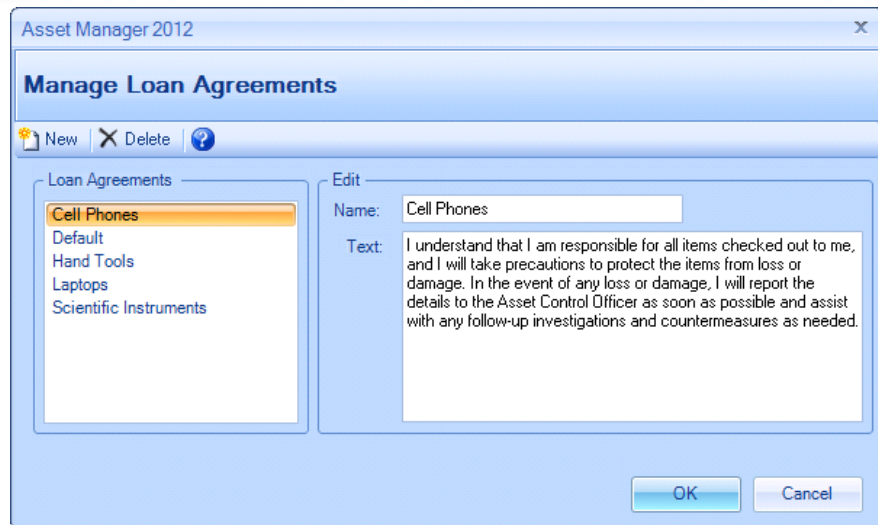 Asset Manager 2012
x
Manage Loan Agreements
New
Delete
?
Loan Agreements
Cell Phones
Default
Hand Tools
Laptops
Scientific Instruments
Edit
Name: Cell Phones
Text: I understand that I am responsible for all items checked out to me,
and I will take precautions to protect the items from loss or
damage. In the event of any loss or damage, I will report the
details to the Asset Control Officer as soon as possible and assist
with any follow-up investigations and countermeasures as needed.
OK
Cancel